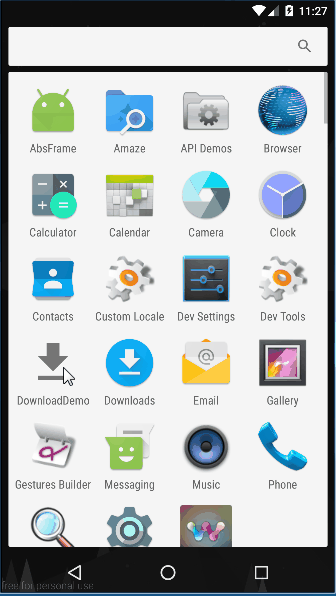 11:27
AbsFrame Amaze API Demos Browser
Calculator Calendar Camera Clock
Contacts Custom Locale Dev Settings Dev Tools
DownloadDemo Downloads Email Gallery
Gestures Builder Messaging Music Phone
free for personal use